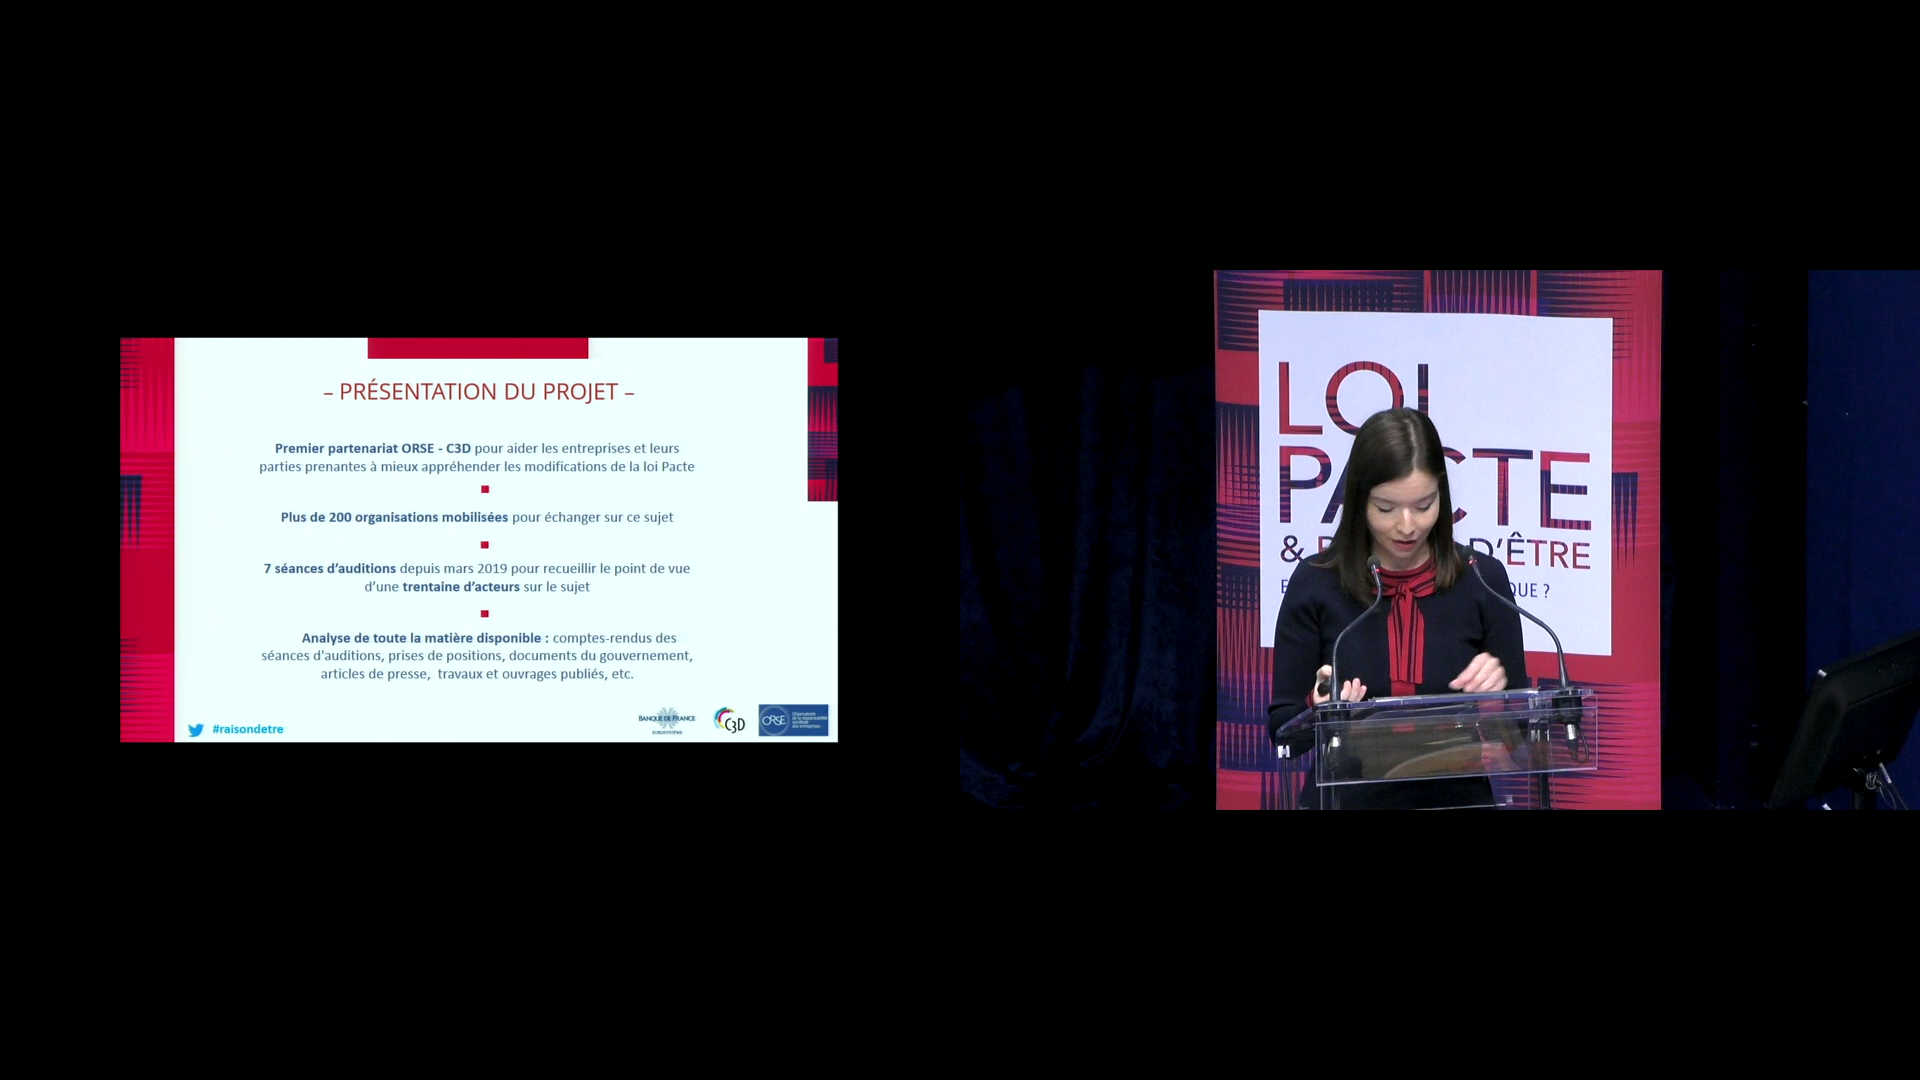 – PRÉSENTATION DU PROJET –
Premier partenariat ORSE - C3D pour aider les entreprises et leurs
parties prenantes à mieux appréhender les modifications de la loi Pacte
Plus de 200 organisations mobilisées pour échanger sur ce sujet
7 séances d’auditions depuis mars 2019 pour recueillir le point de vue
d’une trentaine d’acteurs sur le sujet
Analyse de toute la matière disponible : comptes-rendus des
séances d'auditions, prises de positions, documents du gouvernement,
articles de presse, travaux et ouvrages publiés, etc.
#raisondetre
BANQUE DE FRANCE
EUROSYSTÈME
C3D
ORSE
LOI
PACTE
& D’ÊTRE
QUE ?